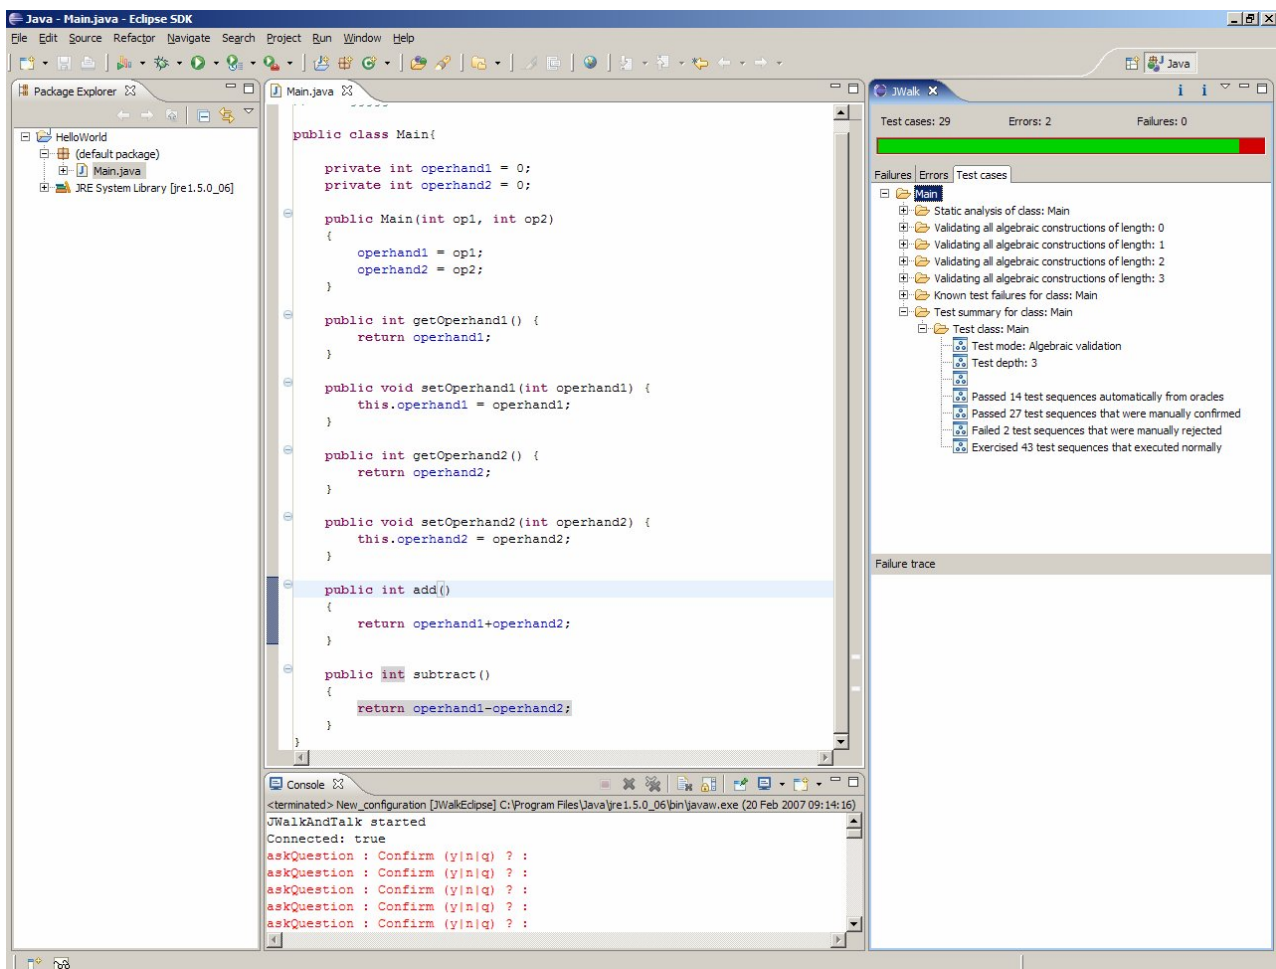 Java - Main.java - Eclipse SDK
File Edit Source Refactor Navigate Search Project Run Window Help
Java
Package Explorer
HelloWorld
(default package)
Main.java
JRE System Library [jre1.5.0_06]
Main.java
public class Main{
private int operhand1 = 0;
private int operhand2 = 0;
public Main(int op1, int op2)
{
operhand1 = op1;
operhand2 = op2;
}
public int getOperhand1() {
return operhand1;
}
public void setOperhand1(int operhand1) {
this.operhand1 = operhand1;
}
public int getOperhand2() {
return operhand2;
}
public void setOperhand2(int operhand2) {
this.operhand2 = operhand2;
}
public int add()
{
return operhand1+operhand2;
}
public int subtract()
{
return operhand1-operhand2;
}
}
Console
<terminated> New_configuration [JWalkEclipse] C:\Program Files\Java\jre1.5.0_06\bin\javaw.exe (20 Feb 2007 09:14:16)
JWalkAndTalk started
Connected: true
askQuestion : Confirm (y|n|q) ? :
askQuestion : Confirm (y|n|q) ? :
askQuestion : Confirm (y|n|q) ? :
askQuestion : Confirm (y|n|q) ? :
askQuestion : Confirm (y|n|q) ? :
JWalk
Test cases: 29 Errors: 2 Failures: 0
Failures Errors Test cases
Main
Static analysis of class: Main
Validating all algebraic constructions of length: 0
Validating all algebraic constructions of length: 1
Validating all algebraic constructions of length: 2
Validating all algebraic constructions of length: 3
Known test failures for class: Main
Test summary for class: Main
Test class: Main
Test mode: Algebraic validation
Test depth: 3
Passed 14 test sequences automatically from oracles
Passed 27 test sequences that were manually confirmed
Failed 2 test sequences that were manually rejected
Exercised 43 test sequences that executed normally
Failure trace